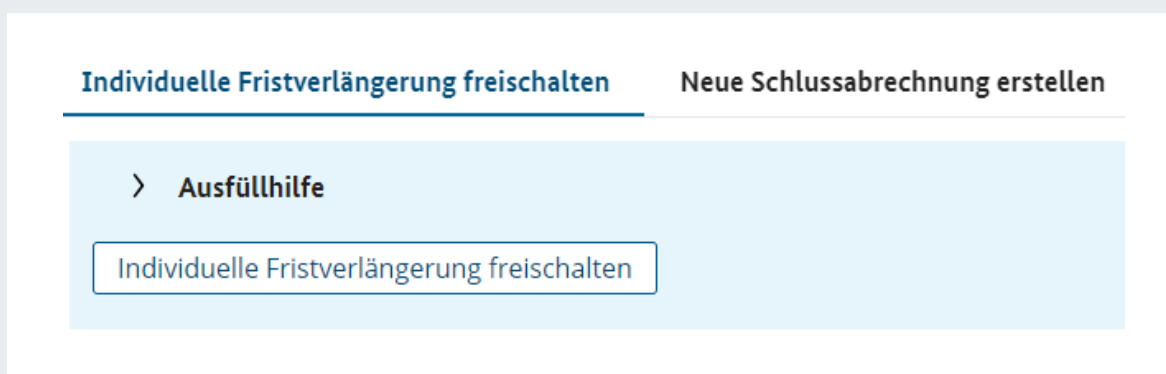 Individuelle Fristverlängerung freischalten
Neue Schlussabrechnung erstellen
Ausfüllhilfe
Individuelle Fristverlängerung freischalten